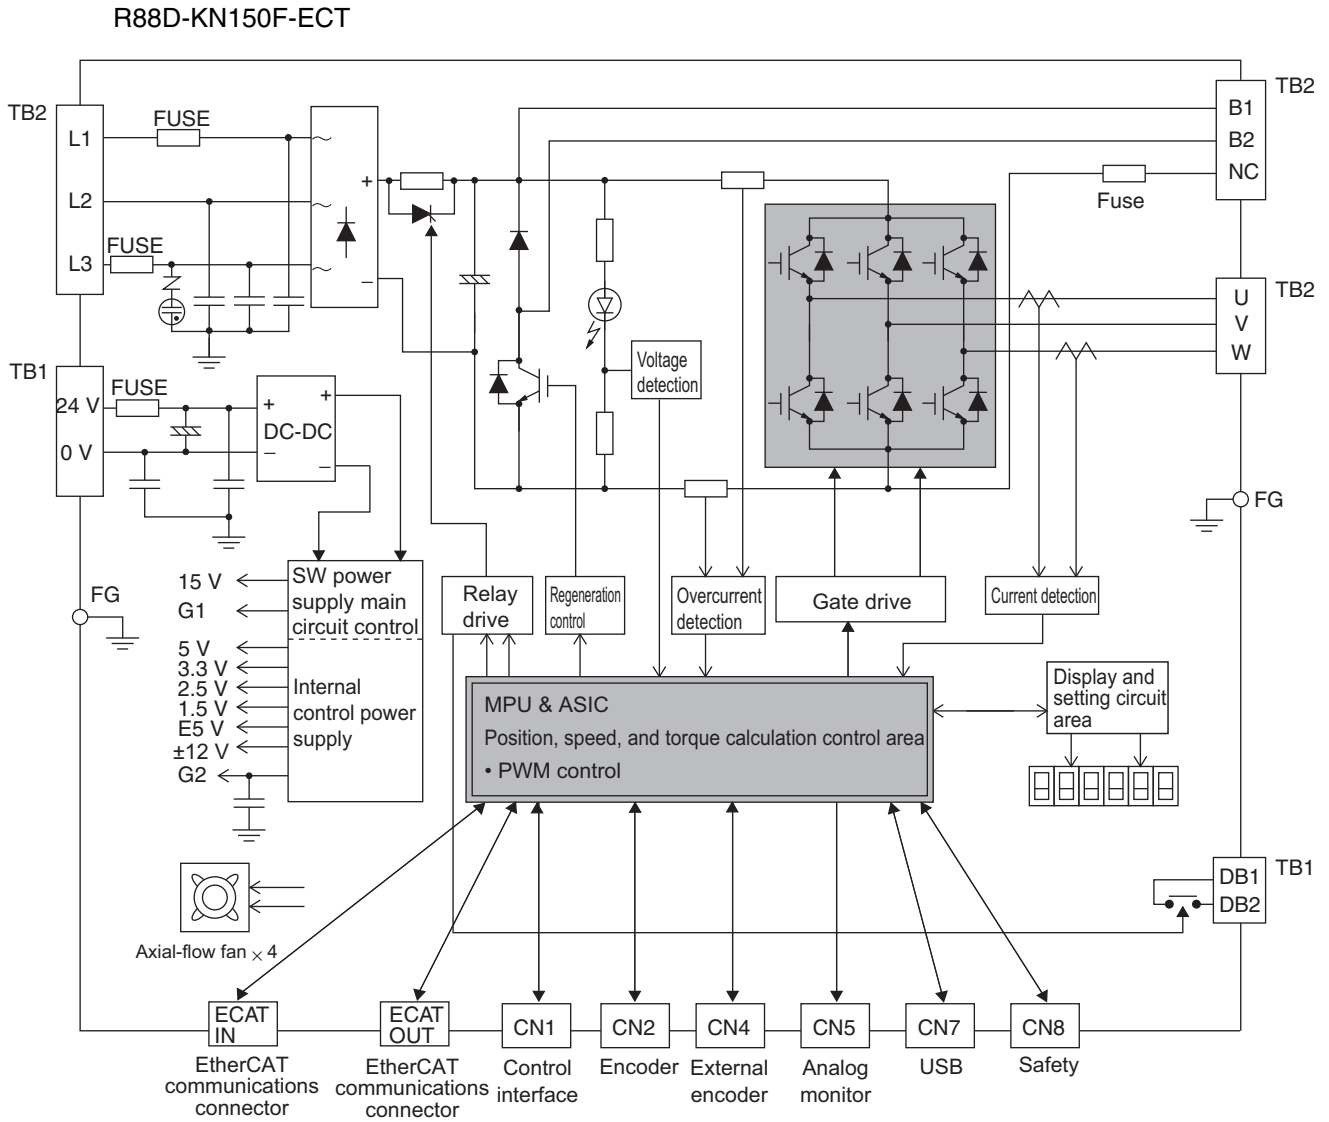 R88D-KN150F-ECT
TB2
L1
L2
L3
FUSE
FUSE
+
−
TB2
B1
B2
NC
Fuse
TB2
U
V
W
Voltage
detection
TB1
24 V
0 V
FUSE
+
−
DC-DC
+
−
FG
FG
SW power
supply main
circuit control
Internal
control power
supply
15 V
G1
5 V
3.3 V
2.5 V
1.5 V
E5 V
±12 V
G2
Relay
drive
Regeneration
control
Overcurrent
detection
Gate drive
Current detection
MPU & ASIC
Position, speed, and torque calculation control area
• PWM control
Display and
setting circuit
area
Axial-flow fan × 4
TB1
DB1
DB2
ECAT
IN
EtherCAT
communications
connector
ECAT
OUT
EtherCAT
communications
connector
CN1
Control
interface
CN2
Encoder
CN4
External
encoder
CN5
Analog
monitor
CN7
USB
CN8
Safety